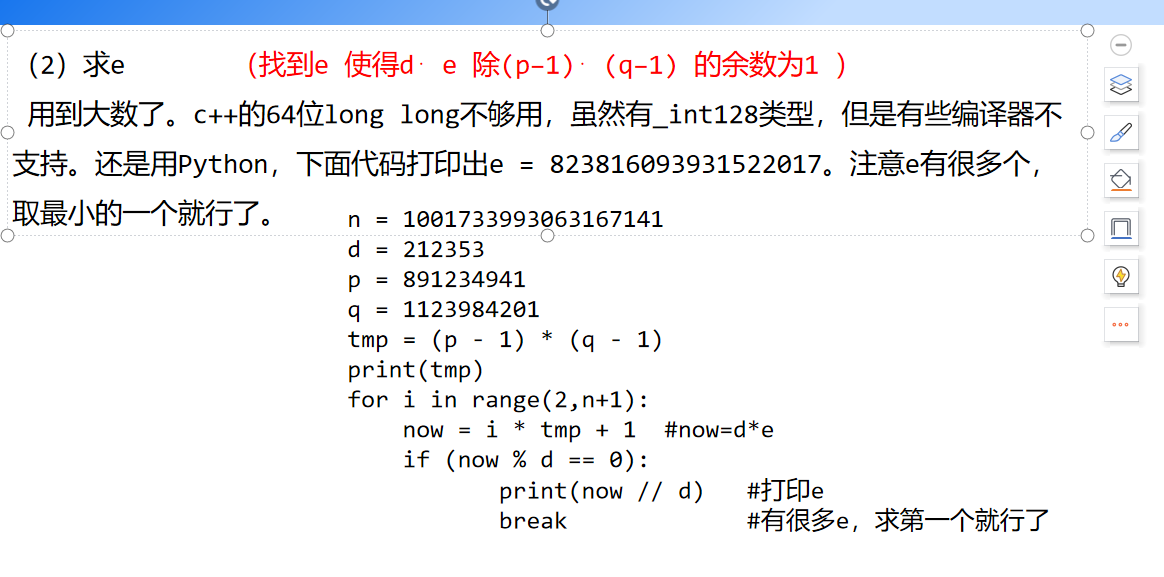 (2) 求e (找到e 使得d· e 除(p-1)· (q-1) 的余数为1 )
用到大数了。c++的64位long long不够用，虽然有_int128类型，但是有些编译器不
支持。还是用Python，下面代码打印出e = 823816093931522017。注意e有很多个，
取最小的一个就行了。
n = 1001733993063167141
d = 212353
p = 891234941
q = 1123984201
tmp = (p - 1) * (q - 1)
print(tmp)
for i in range(2,n+1):
    now = i * tmp + 1  #now=d*e
    if (now % d == 0):
           print(now // d)   #打印e
           break             #有很多e，求第一个就行了